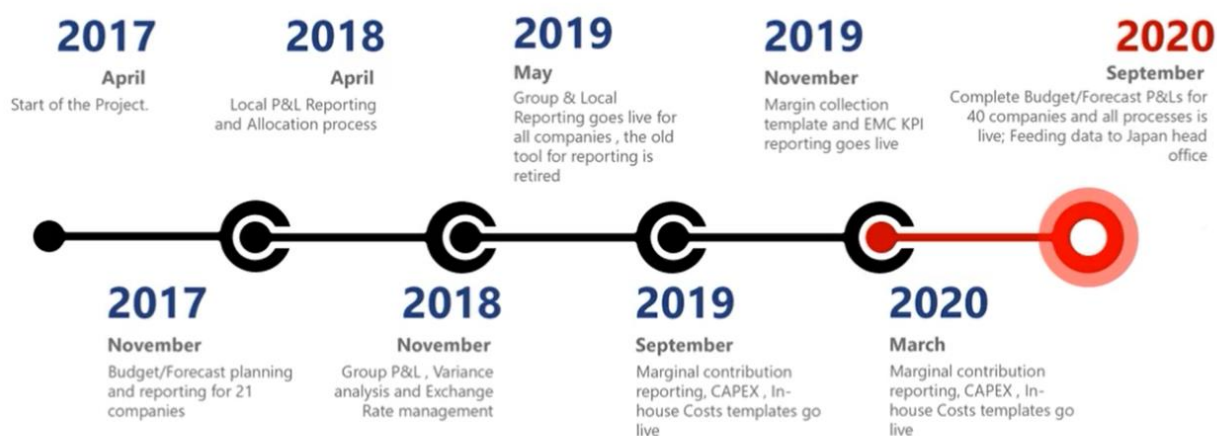 2017
April
Start of the Project.
2018
April
Local P&L Reporting
and Allocation process
2019
May
Group & Local
Reporting goes live for
all companies , the old
tool for reporting is
retired
2019
November
Margin collection
template and EMC KPI
reporting goes live
2020
September
Complete Budget/Forecast P&Ls for
40 companies and all processes is
live; Feeding data to Japan head
office
2017
November
Budget/Forecast planning
and reporting for 21
companies
2018
November
Group P&L , Variance
analysis and Exchange
Rate management
2019
September
Marginal contribution
reporting, CAPEX , In-
house Costs templates go
live
2020
March
Marginal contribution
reporting, CAPEX , In-
house Costs templates go
live